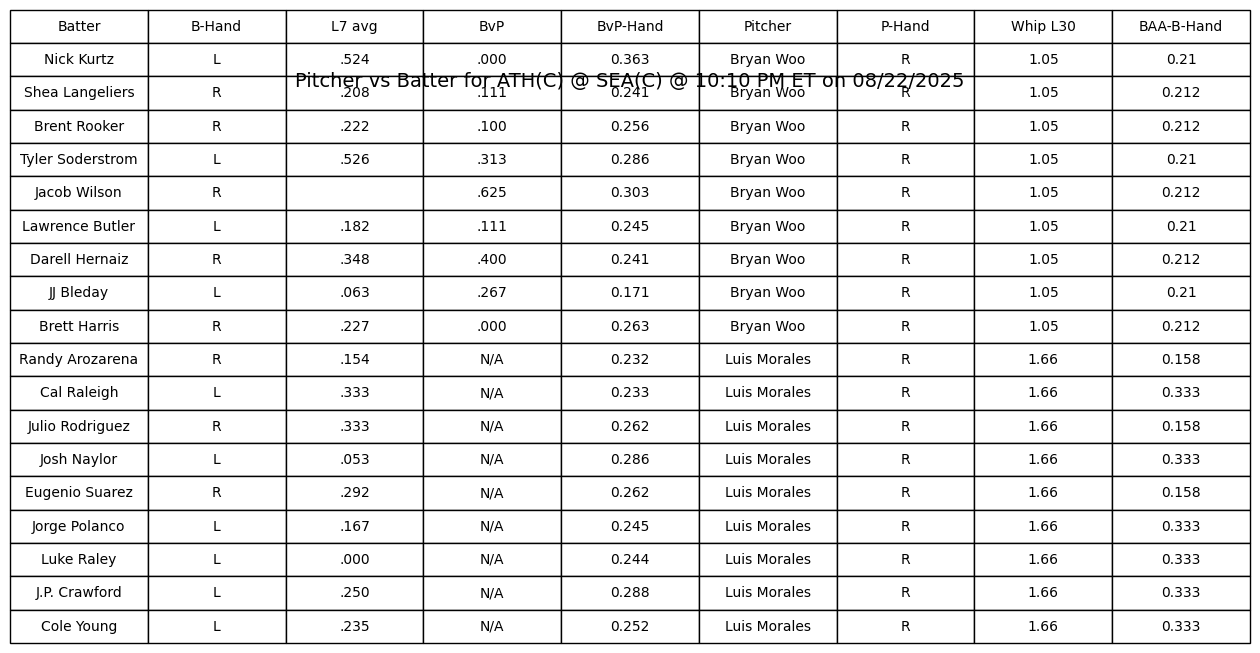 Batter B-Hand L7 avg BvP BvP-Hand Pitcher P-Hand Whip L30 BAA-B-Hand
Nick Kurtz L .524 .000 0.363 Bryan Woo R 1.05 0.21
Pitcher vs Batter for ATH(C) @ SEA(C) @ 10:10 PM ET on 08/22/2025
Shea Langeliers R .208 .111 0.241 Bryan Woo R 1.05 0.212
Brent Rooker R .222 .100 0.256 Bryan Woo R 1.05 0.212
Tyler Soderstrom L .526 .313 0.286 Bryan Woo R 1.05 0.21
Jacob Wilson R .625 0.303 Bryan Woo R 1.05 0.212
Lawrence Butler L .182 .111 0.245 Bryan Woo R 1.05 0.21
Darell Hernaiz R .348 .400 0.241 Bryan Woo R 1.05 0.212
JJ Bleday L .063 .267 0.171 Bryan Woo R 1.05 0.21
Brett Harris R .227 .000 0.263 Bryan Woo R 1.05 0.212
Randy Arozarena R .154 N/A 0.232 Luis Morales R 1.66 0.158
Cal Raleigh L .333 N/A 0.233 Luis Morales R 1.66 0.333
Julio Rodriguez R .333 N/A 0.262 Luis Morales R 1.66 0.158
Josh Naylor L .053 N/A 0.286 Luis Morales R 1.66 0.333
Eugenio Suarez R .292 N/A 0.262 Luis Morales R 1.66 0.158
Jorge Polanco L .167 N/A 0.245 Luis Morales R 1.66 0.333
Luke Raley L .000 N/A 0.244 Luis Morales R 1.66 0.333
J.P. Crawford L .250 N/A 0.288 Luis Morales R 1.66 0.333
Cole Young L .235 N/A 0.252 Luis Morales R 1.66 0.333